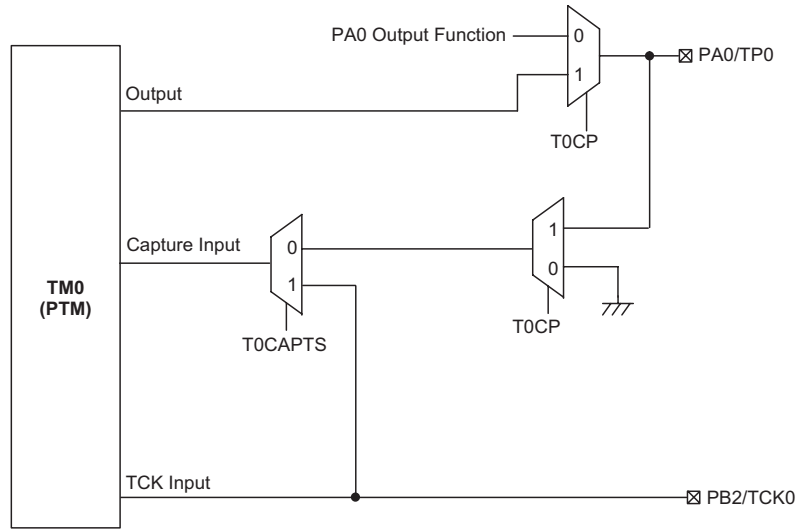 PA0 Output Function
0
1
PA0/TP0
Output
T0CP
Capture Input
0
1
1
0
TM0
(PTM)
T0CAPTS
T0CP
TCK Input
PB2/TCK0